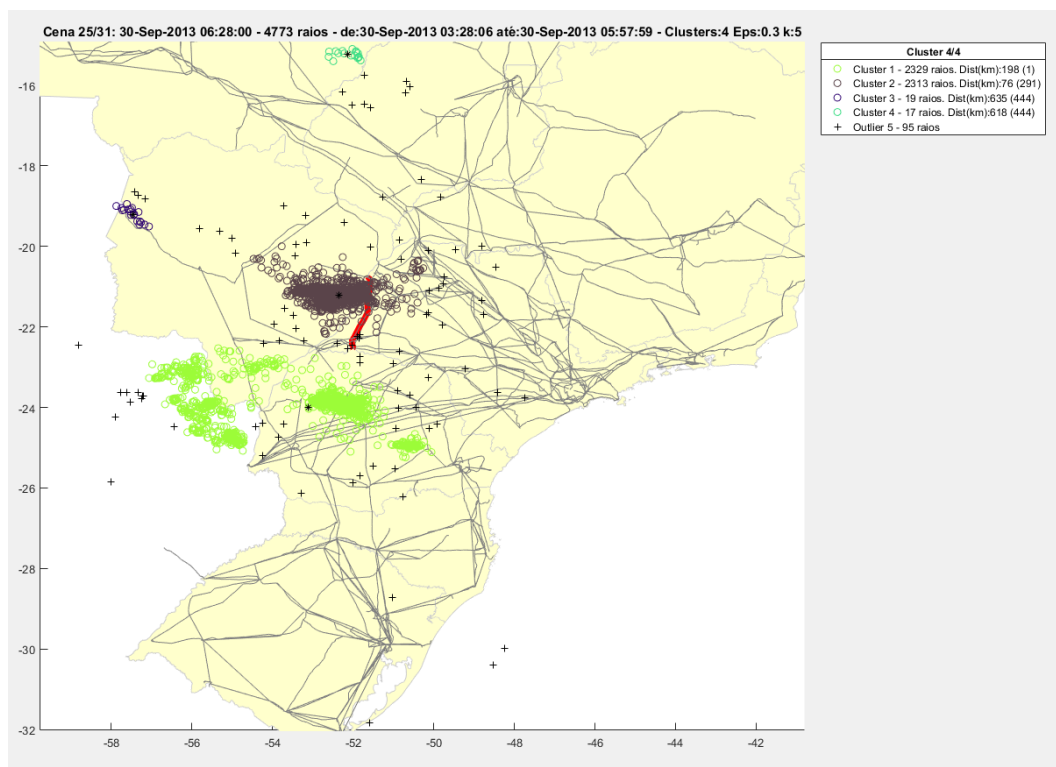 Cena 25/31: 30-Sep-2013 06:28:00 - 4773 raios - de:30-Sep-2013 03:28:06 até:30-Sep-2013 05:57:59 - Clusters:4 Eps:0.3 k:5
Cluster 4/4
Cluster 1 - 2329 raios. Dist(km):198 (1)
Cluster 2 - 2313 raios. Dist(km):76 (291)
Cluster 3 - 19 raios. Dist(km):635 (444)
Cluster 4 - 17 raios. Dist(km):618 (444)
Outlier 5 - 95 raios
-16
-18
-20
-22
-24
-26
-28
-30
-32
-58 -56 -54 -52 -50 -48 -46 -44 -42